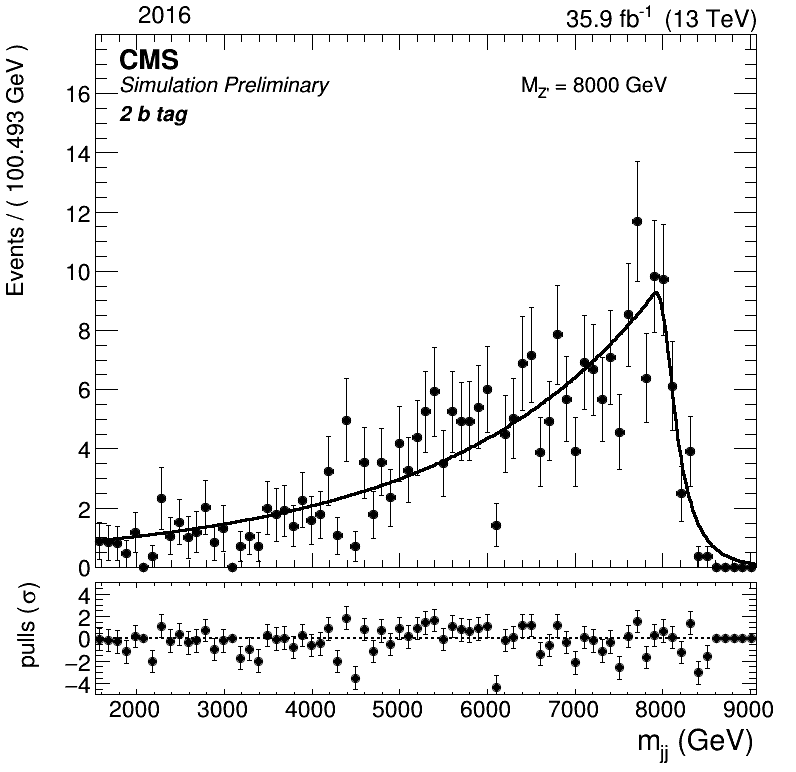 2016 35.9 fb⁻¹ (13 TeV)
CMS
Simulation Preliminary
M_Z' = 8000 GeV
2 b tag
Events / ( 100.493 GeV )
16
14
12
10
8
6
4
2
0
pulls (σ)
4
2
0
−2
−4
2000 3000 4000 5000 6000 7000 8000 9000
m_jj (GeV)